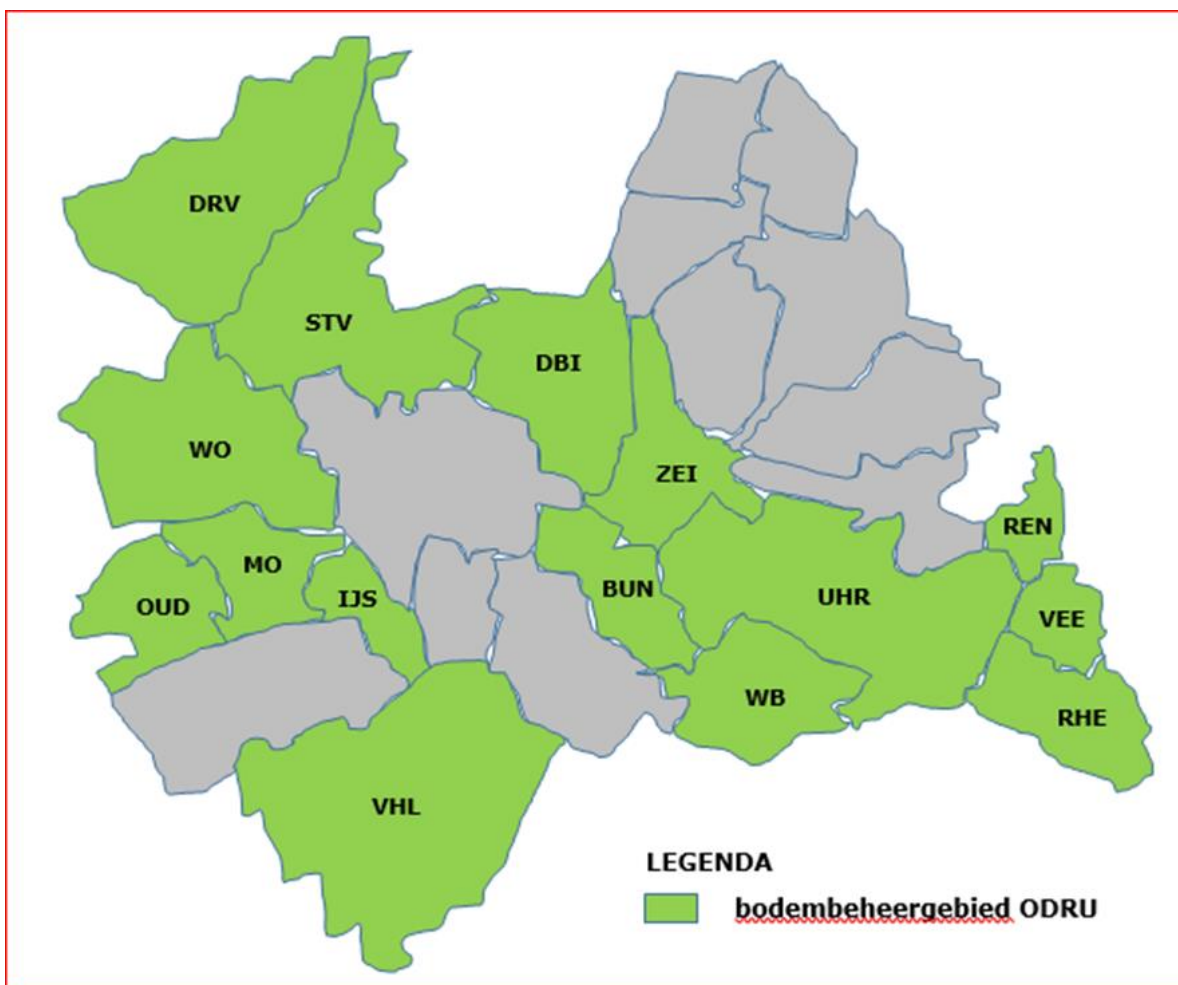 DRV
STV
DBI
WO
ZEI
REN
MO
OUD
IJS
BUN
UHR
VEE
WB
RHE
VHL
LEGENDA
bodembeheergebied ODRU